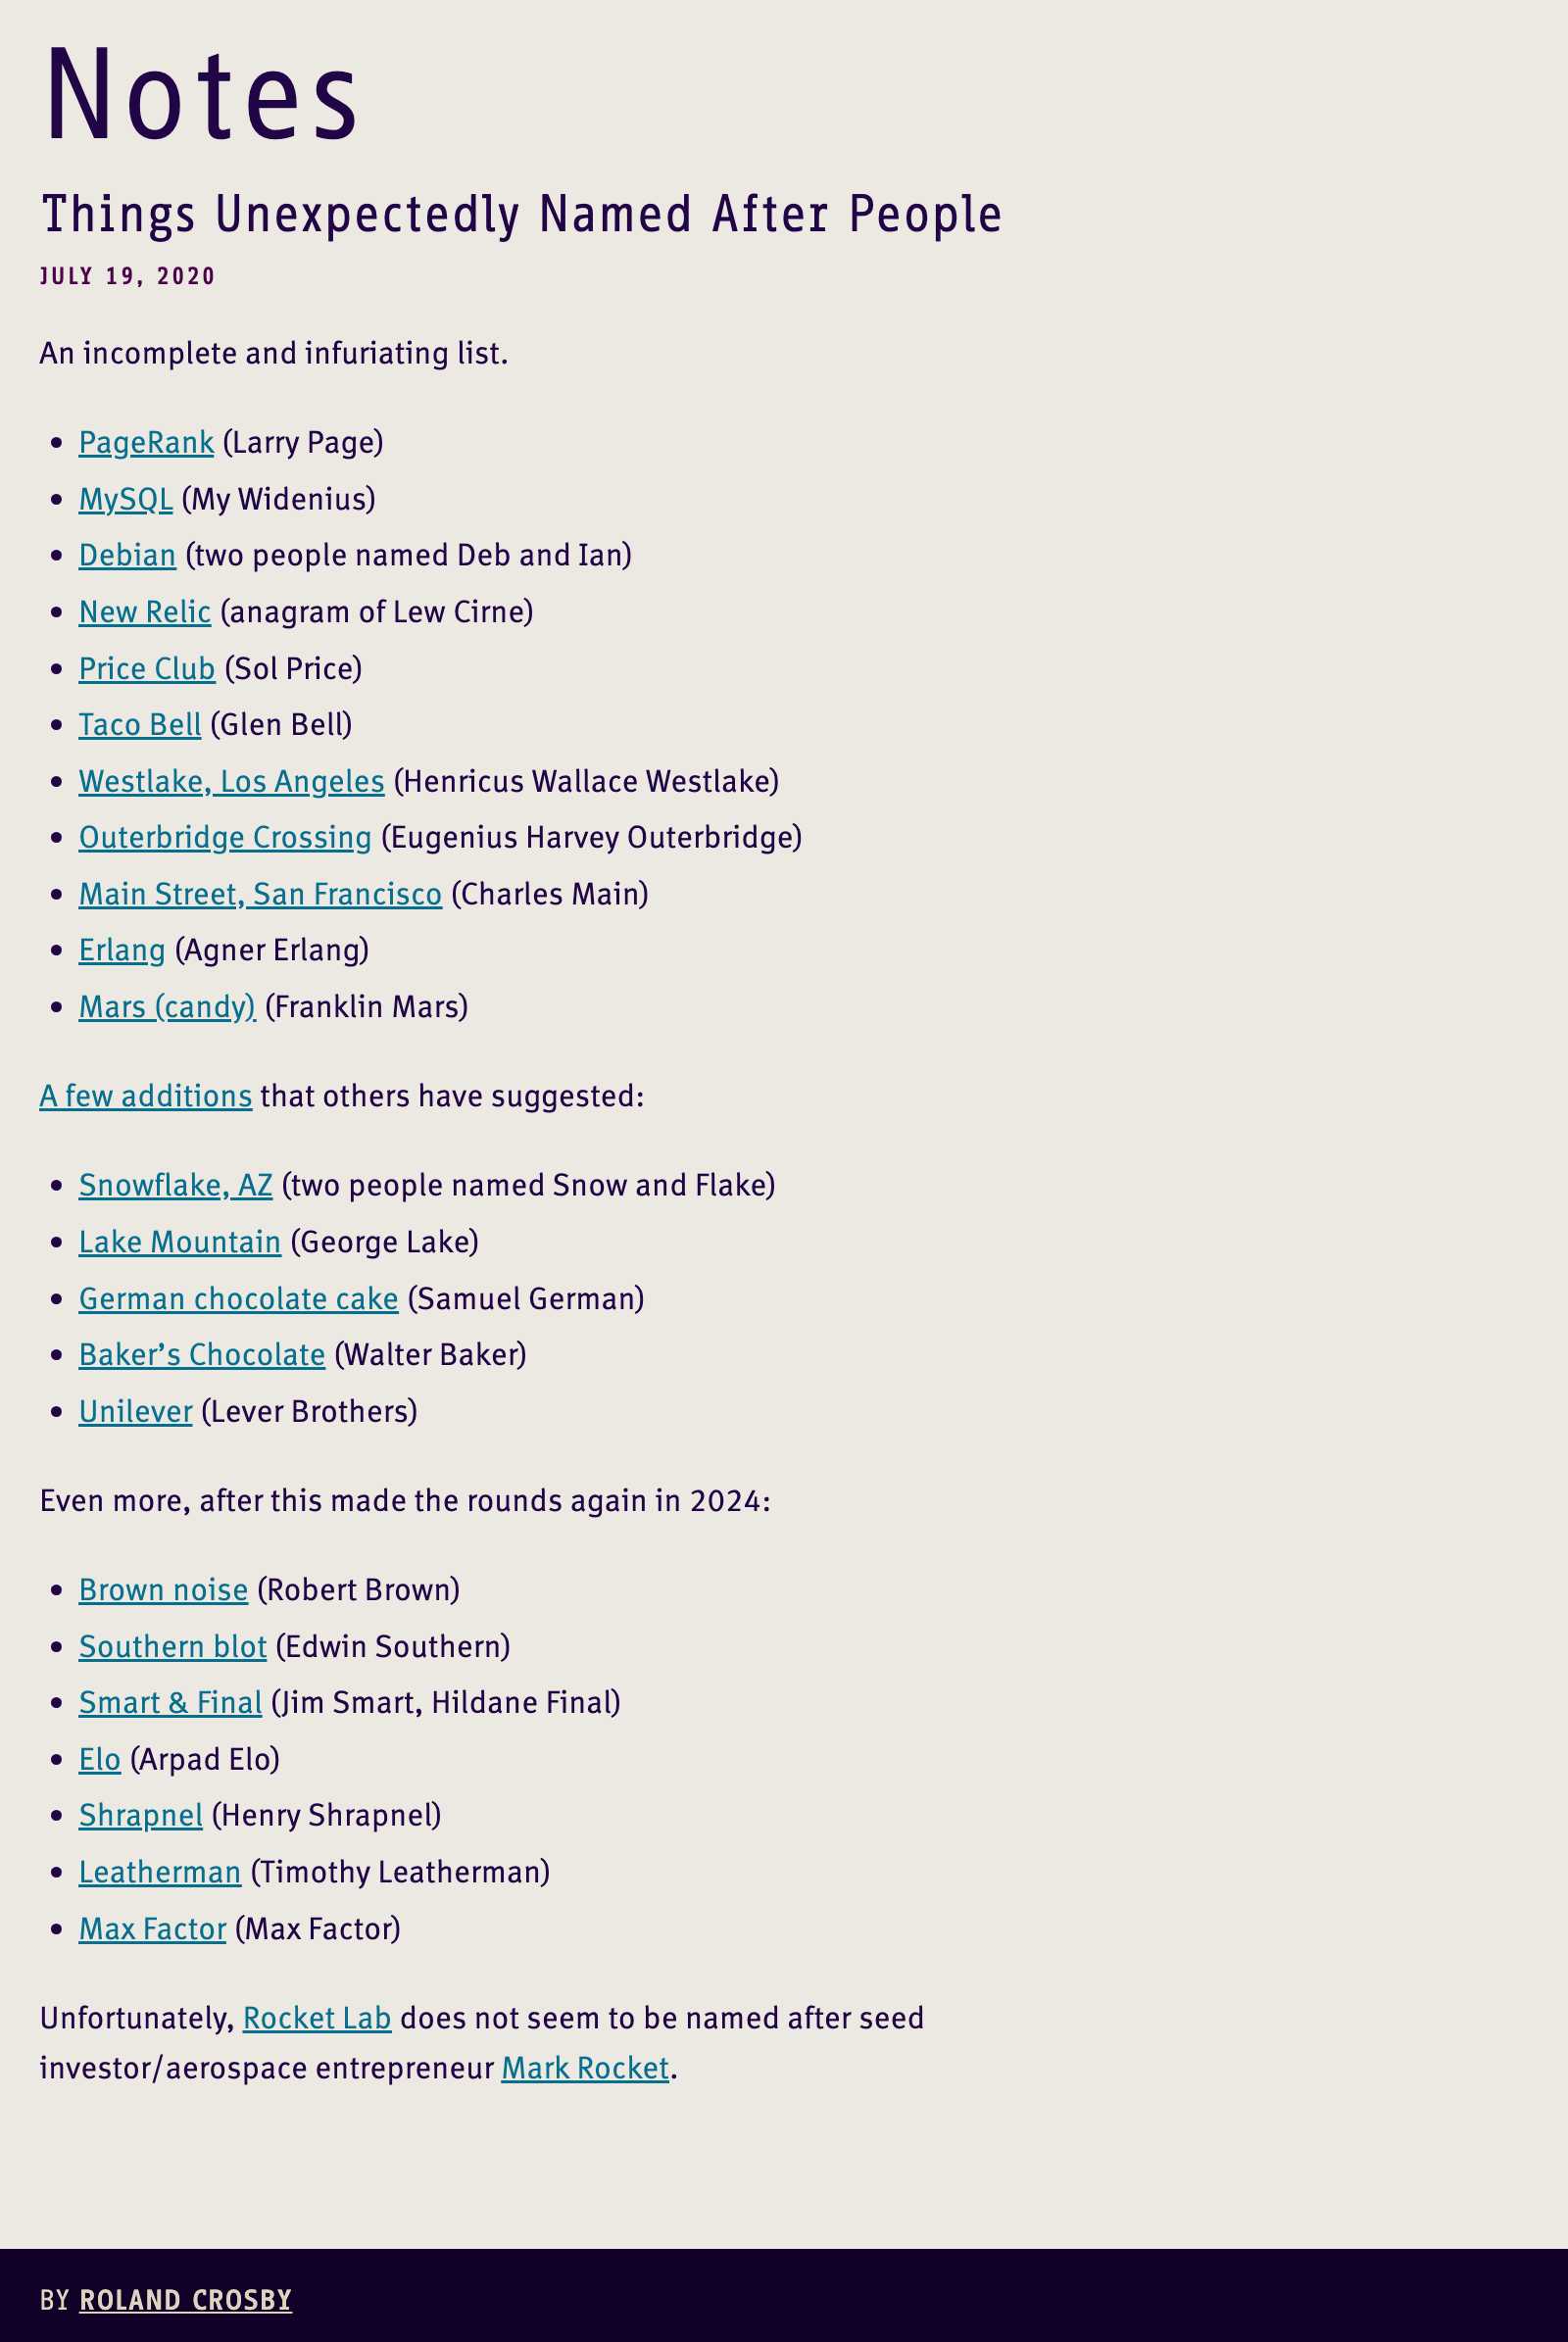 Notes
Things Unexpectedly Named After People
JULY 19, 2020
An incomplete and infuriating list.
• PageRank (Larry Page)
• MySQL (My Widenius)
• Debian (two people named Deb and Ian)
• New Relic (anagram of Lew Cirne)
• Price Club (Sol Price)
• Taco Bell (Glen Bell)
• Westlake, Los Angeles (Henricus Wallace Westlake)
• Outerbridge Crossing (Eugenius Harvey Outerbridge)
• Main Street, San Francisco (Charles Main)
• Erlang (Agner Erlang)
• Mars (candy) (Franklin Mars)
A few additions that others have suggested:
• Snowflake, AZ (two people named Snow and Flake)
• Lake Mountain (George Lake)
• German chocolate cake (Samuel German)
• Baker’s Chocolate (Walter Baker)
• Unilever (Lever Brothers)
Even more, after this made the rounds again in 2024:
• Brown noise (Robert Brown)
• Southern blot (Edwin Southern)
• Smart & Final (Jim Smart, Hildane Final)
• Elo (Arpad Elo)
• Shrapnel (Henry Shrapnel)
• Leatherman (Timothy Leatherman)
• Max Factor (Max Factor)
Unfortunately, Rocket Lab does not seem to be named after seed
investor/aerospace entrepreneur Mark Rocket.
BY ROLAND CROSBY